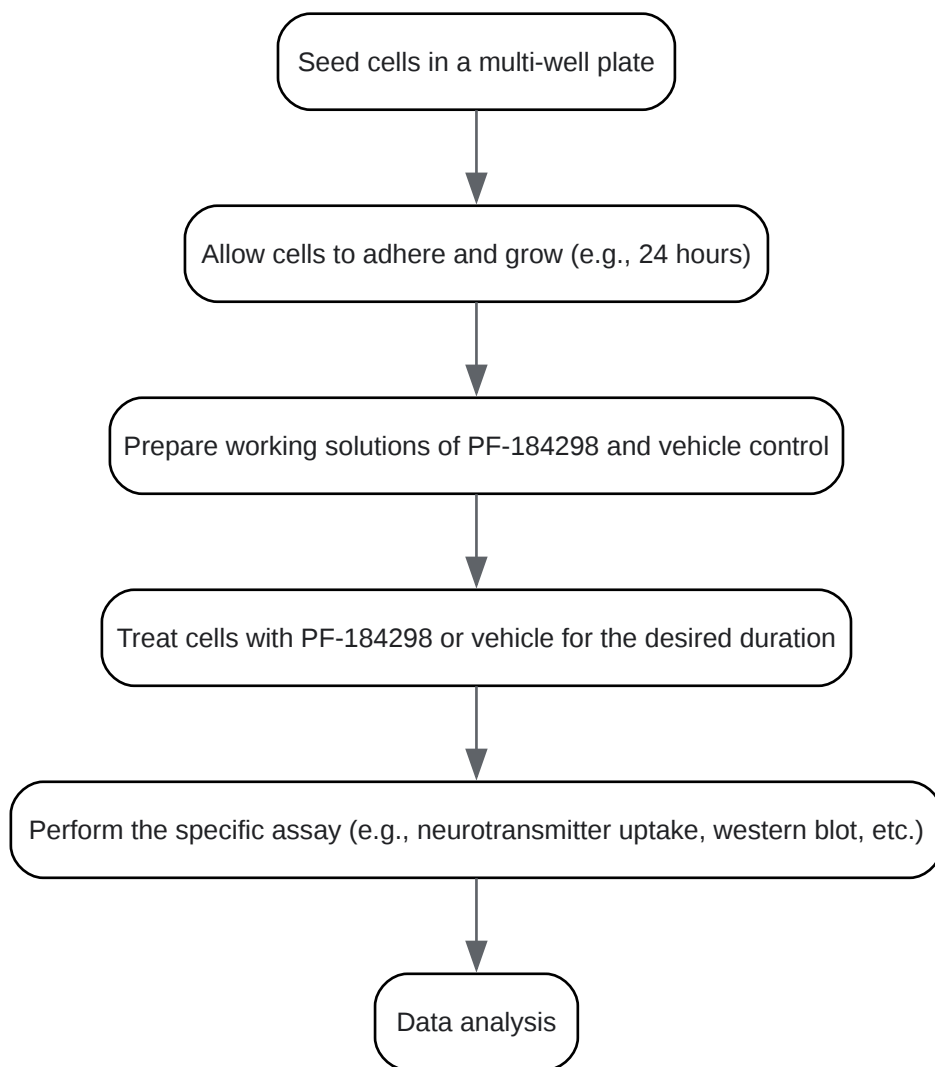 Seed cells in a multi-well plate
Allow cells to adhere and grow (e.g., 24 hours)
Prepare working solutions of PF-184298 and vehicle control
Treat cells with PF-184298 or vehicle for the desired duration
Perform the specific assay (e.g., neurotransmitter uptake, western blot, etc.)
Data analysis